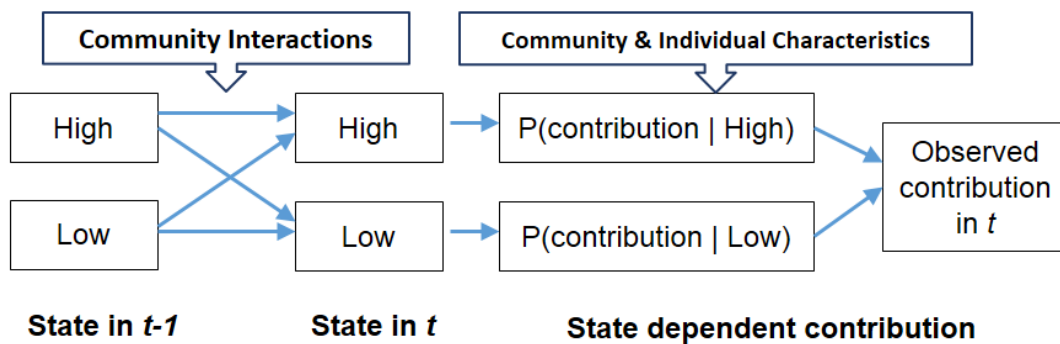 Community Interactions
Community & Individual Characteristics
High
High
P(contribution | High)
Observed
contribution
in t
Low
Low
P(contribution | Low)
State in t-1
State in t
State dependent contribution